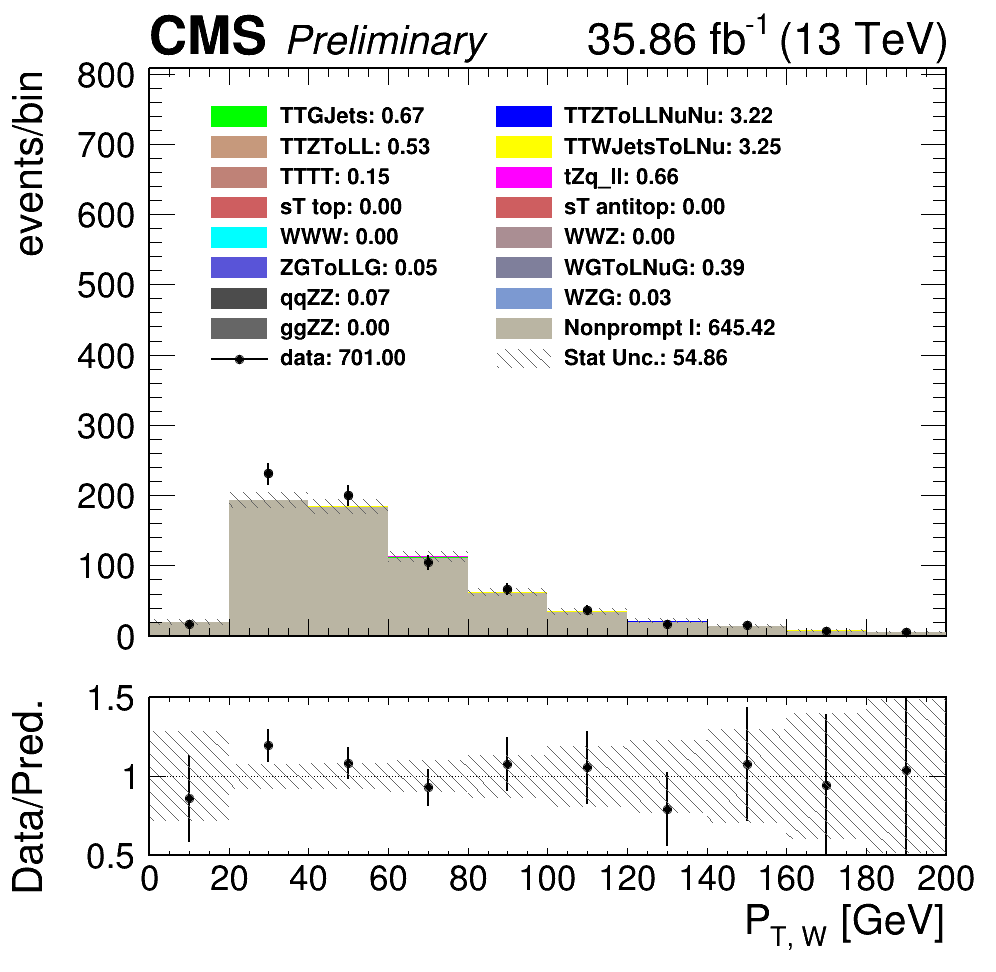 CMS Preliminary 35.86 fb-1 (13 TeV)
events/bin
800
700
600
500
400
300
200
100
0
TTGJets: 0.67 TTZToLLNuNu: 3.22
TTZToLL: 0.53 TTWJetsToLNu: 3.25
TTTT: 0.15 tZq_ll: 0.66
sT top: 0.00 sT antitop: 0.00
WWW: 0.00 WWZ: 0.00
ZGToLLG: 0.05 WGToLNuG: 0.39
qqZZ: 0.07 WZG: 0.03
ggZZ: 0.00 Nonprompt l: 645.42
data: 701.00 Stat Unc.: 54.86
Data/Pred.
1.5
1
0.5
0 20 40 60 80 100 120 140 160 180 200
PT, W [GeV]